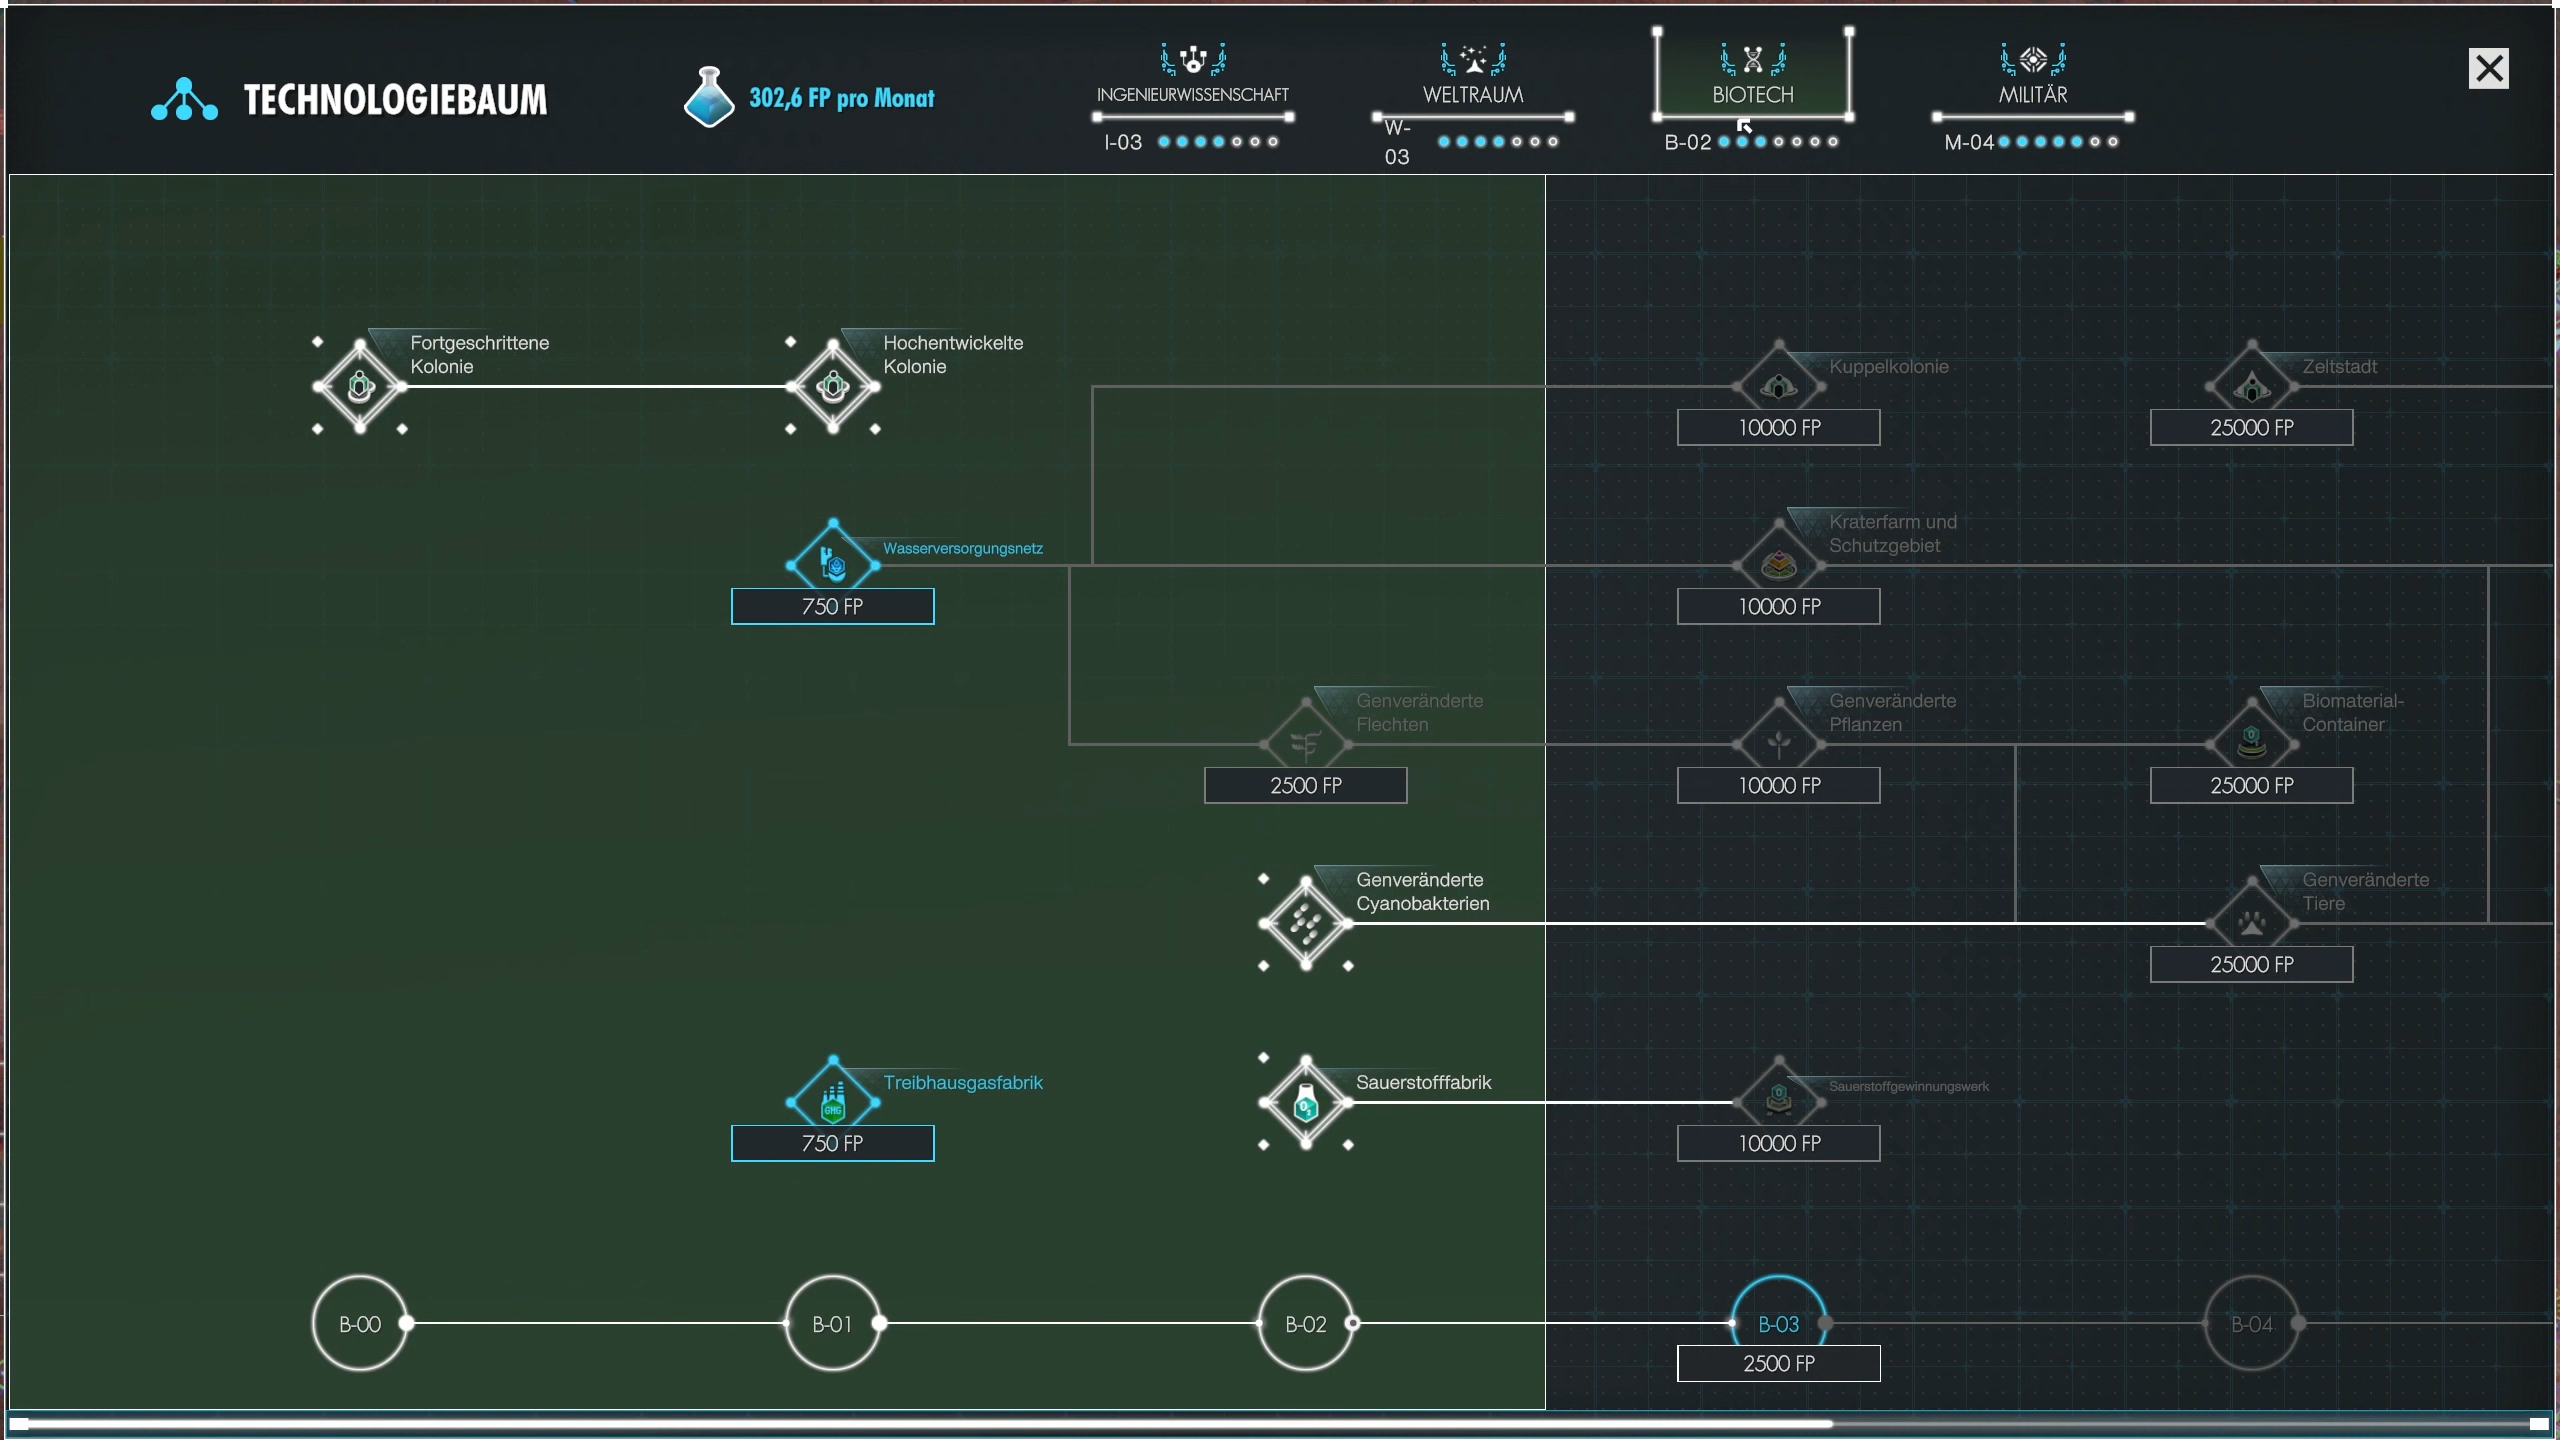 TECHNOLOGIEBAUM
302,6 FP pro Monat
INGENIEURWISSENSCHAFT
I-03
WELTRAUM
W-
03
BIOTECH
B-02
MILITÄR
M-04
Fortgeschrittene
Kolonie
Hochentwickelte
Kolonie
Kuppelkolonie
10000 FP
Zeltstadt
25000 FP
Wasserversorgungsnetz
750 FP
Kraterfarm und
Schutzgebiet
10000 FP
Genveränderte
Flechten
2500 FP
Genveränderte
Pflanzen
10000 FP
Biomaterial-
Container
25000 FP
Genveränderte
Cyanobakterien
Genveränderte
Tiere
25000 FP
Treibhausgasfabrik
GHG
750 FP
Sauerstofffabrik
Sauerstoffgewinnungswerk
10000 FP
B-00
B-01
B-02
B-03
2500 FP
B-04